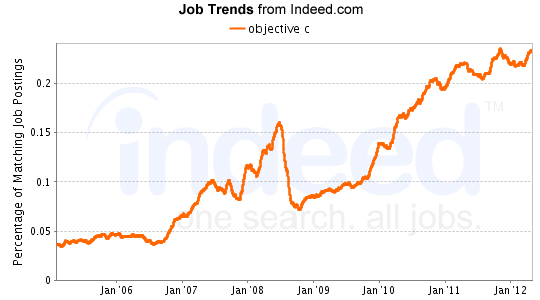 Job Trends from Indeed.com
objective c
Percentage of Matching Job Postings
0.2
0.15
0.1
0.05
0
indeed™
one search. all jobs.
Jan '06 Jan '07 Jan '08 Jan '09 Jan '10 Jan '11 Jan '12